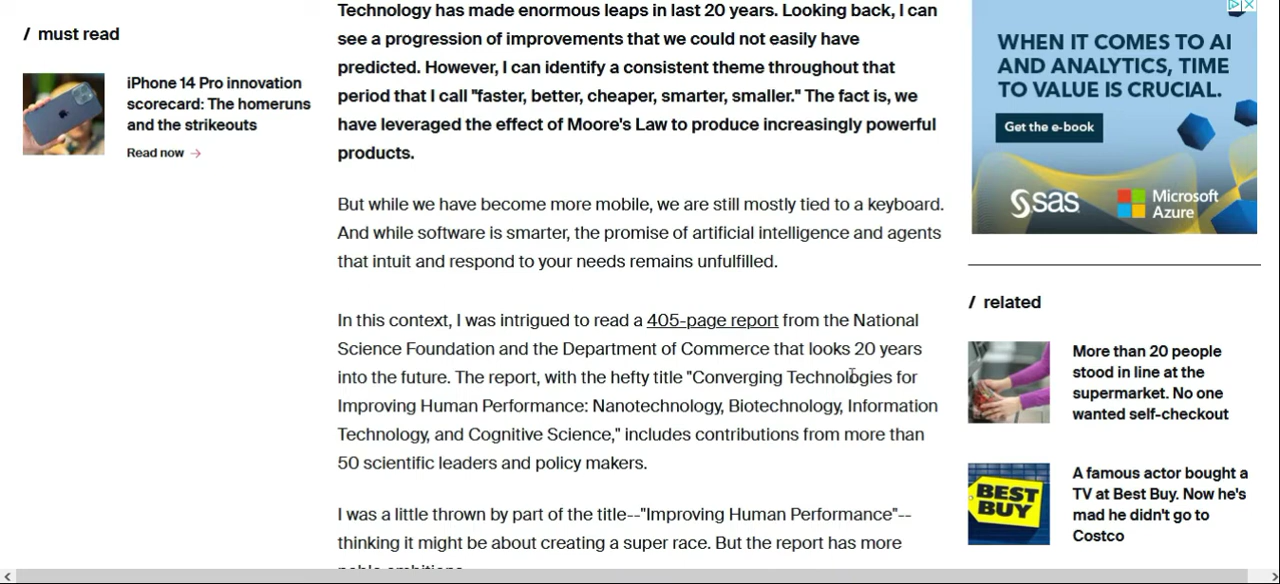 / must read
iPhone 14 Pro innovation
scorecard: The homeruns
and the strikeouts
Read now →
Technology has made enormous leaps in last 20 years. Looking back, I can
see a progression of improvements that we could not easily have
predicted. However, I can identify a consistent theme throughout that
period that I call "faster, better, cheaper, smarter, smaller." The fact is, we
have leveraged the effect of Moore's Law to produce increasingly powerful
products.
But while we have become more mobile, we are still mostly tied to a keyboard.
And while software is smarter, the promise of artificial intelligence and agents
that intuit and respond to your needs remains unfulfilled.
In this context, I was intrigued to read a 405-page report from the National
Science Foundation and the Department of Commerce that looks 20 years
into the future. The report, with the hefty title "Converging Technologies for
Improving Human Performance: Nanotechnology, Biotechnology, Information
Technology, and Cognitive Science," includes contributions from more than
50 scientific leaders and policy makers.
I was a little thrown by part of the title--"Improving Human Performance"--
thinking it might be about creating a super race. But the report has more
noble ambitions.
WHEN IT COMES TO AI
AND ANALYTICS, TIME
TO VALUE IS CRUCIAL.
Get the e-book
sas
Microsoft
Azure
/ related
More than 20 people
stood in line at the
supermarket. No one
wanted self-checkout
BEST
BUY
A famous actor bought a
TV at Best Buy. Now he's
mad he didn't go to
Costco